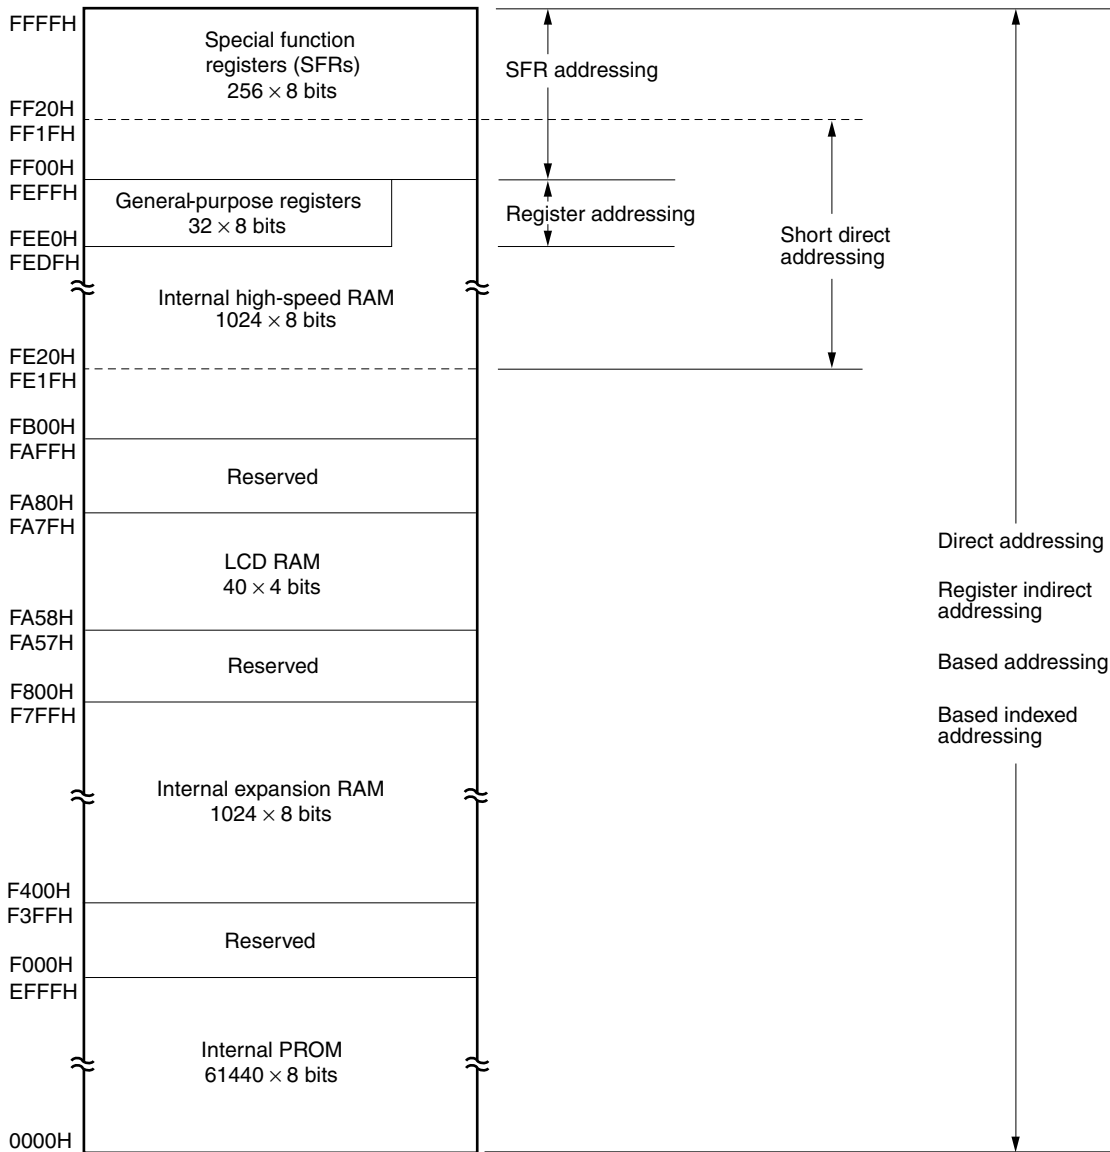 FFFFH
Special function
registers (SFRs)
256 × 8 bits
SFR addressing
FF20H
FF1FH
FF00H
FEFFH
General-purpose registers
32 × 8 bits
Register addressing
FEE0H
FEDFH
Short direct
addressing
Internal high-speed RAM
1024 × 8 bits
FE20H
FE1FH
FB00H
FAFFH
Reserved
FA80H
FA7FH
LCD RAM
40 × 4 bits
Direct addressing
Register indirect
addressing
Based addressing
Based indexed
addressing
FA58H
FA57H
Reserved
F800H
F7FFH
Internal expansion RAM
1024 × 8 bits
F400H
F3FFH
Reserved
F000H
EFFFH
Internal PROM
61440 × 8 bits
0000H